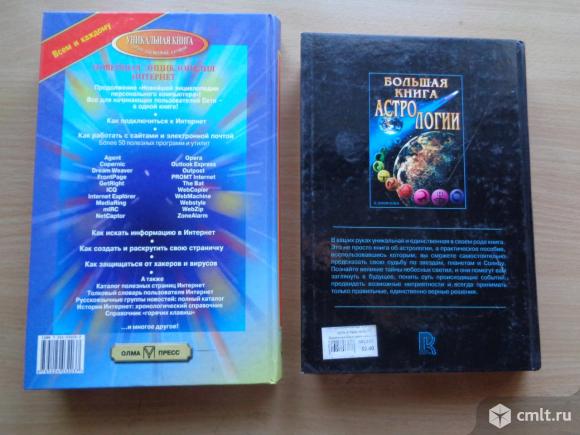 Всем и каждому
УНИКАЛЬНАЯ КНИГА
ИНТЕРНЕТ
Продолжение «Новейшей энциклопедии
персонального компьютера»!
Все для начинающих пользователей Сети –
в одной книге!
Как подключиться к Интернет
Как работать с сайтами и электронной почтой
Более 50 полезных программ и утилит
Agent
Copernic
Dream Weaver
FrontPage
GetRight
ICQ
Internet Explorer
MediaRing
mIRC
NetCaptor
Opera
Outlook Express
Outpost
PROMT Internet
The Bat
WebCopier
WebMachine
Webstyle
WebZip
ZoneAlarm
Как искать информацию в Интернет
Как создать и раскрутить свою страничку
Как защищаться от хакеров и вирусов
А также
Каталог полезных страниц Интернет
Толковый словарь пользователя Интернет
Русскоязычные группы новостей: полный каталог
История Интернет: хронологический справочник
Справочник «горячих клавиш»
...и многое другое!
ОЛМА ПРЕСС
БОЛЬШАЯ
КНИГА
АСТРО
ЛОГИИ
В ваших руках уникальная и единственная в своем роде книга.
Это не просто книга об астрологии, а практическое пособие,
воспользовавшись которым, вы сможете самостоятельно
предсказать свою судьбу по звездам, планетам и Солнцу.
Познайте великие тайны небесных светил, и они помогут вам
заглянуть в будущее, понять суть происходящих событий,
предвидеть возможные неприятности и всегда принимать
только правильные, единственно верные решения.
cmlt.ru